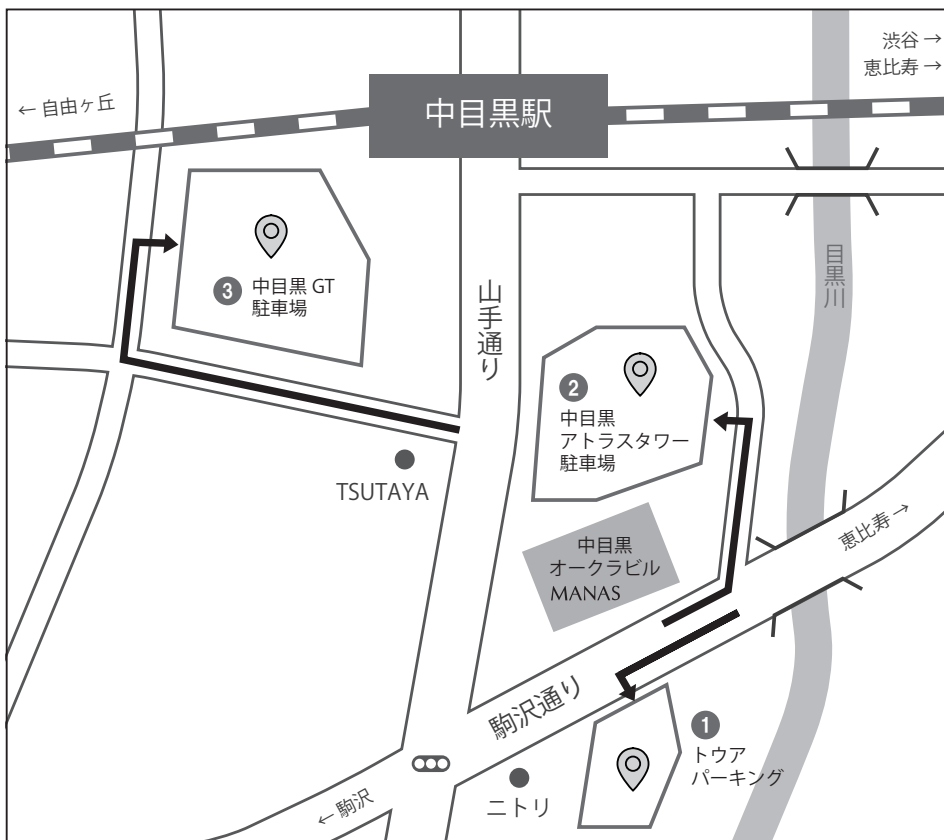 渋谷 →
恵比寿 →
← 自由ヶ丘
中目黒駅
目黒川
3 中目黒 GT
駐車場
山手通り
2
中目黒
アトラスタワー
駐車場
TSUTAYA
恵比寿 →
中目黒
オークラビル
MANAS
駒沢通り
1
トウア
パーキング
← 駒沢
ニトリ